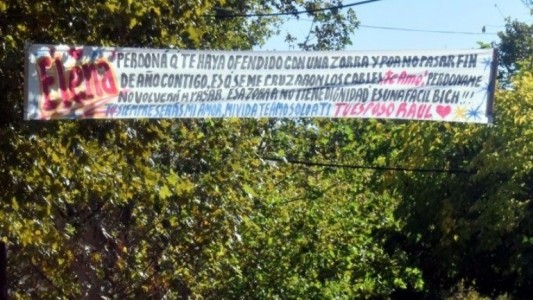 Elena PERDONÁ Q TE HAYA OFENDIDO CON UNA ZORRA Y POR NO PASAR FIN
DE AÑO CONTIGO, ES Q SE ME CRUZARON LOS CABLES. Te Amo, PERDONAME
NO VOLVERÁ A PASAR. ESA ZORRA NO TIENE DIGNIDAD ES UNA FACIL BICH!!!
SIEMPRE SERÁS MI AMOR, MI VIDA TE AMO SOLO A TI TU ESPOSO RAÚL